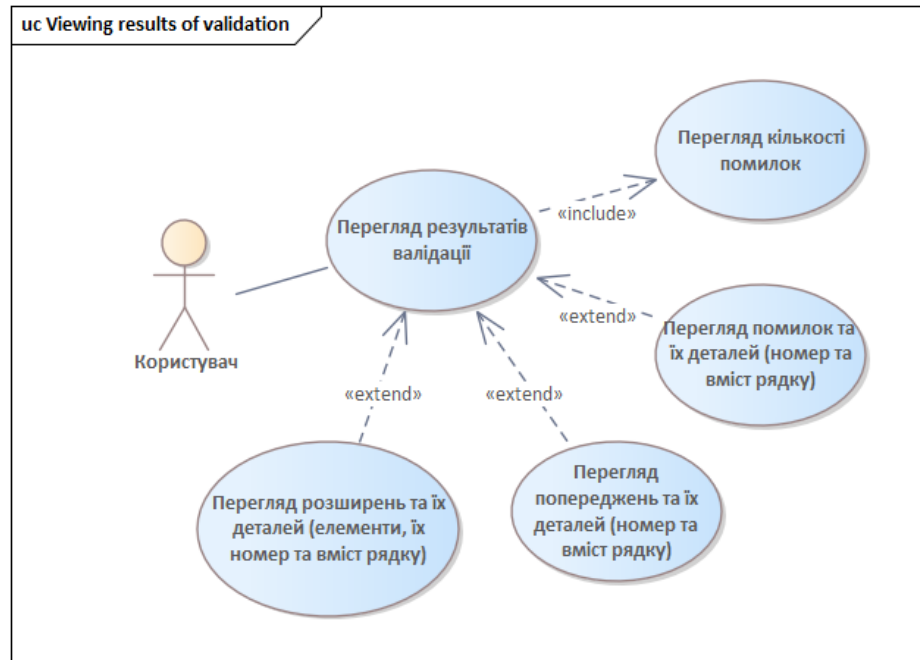 uc Viewing results of validation
Перегляд кількості
помилок
«include»
Перегляд результатів
валідації
Користувач
«extend»
Перегляд помилок та
їх деталей (номер та
вміст рядку)
«extend»
«extend»
Перегляд розширень та їх
деталей (елементи, їх
номер та вміст рядку)
Перегляд
попереджень та їх
деталей (номер та
вміст рядку)